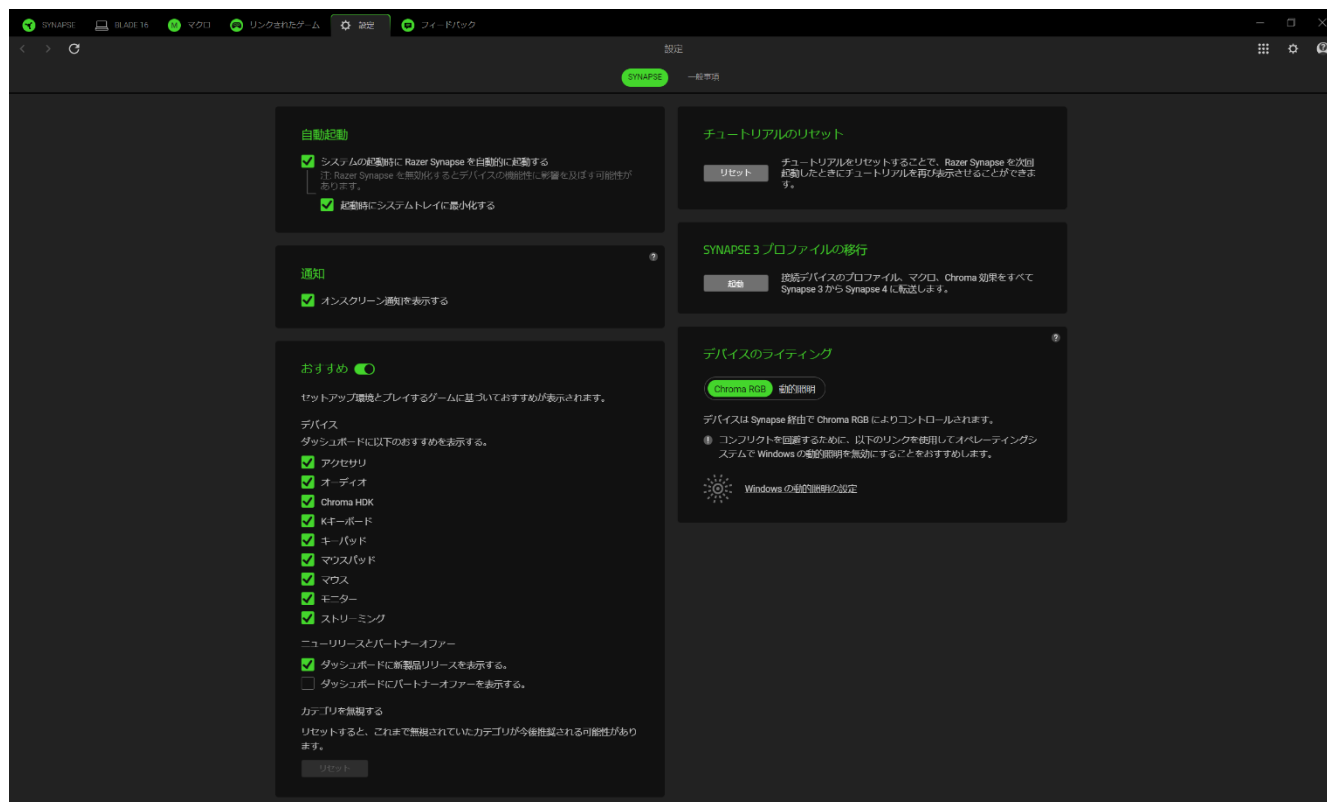 SYNAPSE BLADE 16 マクロ リンクされたゲーム 設定 フィードバック
設定
SYNAPSE 一般事項
自動起動
システムの起動時に Razer Synapse を自動的に起動する
注: Razer Synapse を無効化するとデバイスの機能性に影響を及ぼす可能性が
あります。
起動時にシステムトレイに最小化する
通知
オンスクリーン通知を表示する
おすすめ
セットアップ環境とプレイするゲームに基づいておすすめが表示されます。
デバイス
ダッシュボードに以下のおすすめを表示する。
アクセサリ
オーディオ
Chroma HDK
Kキーボード
キーパッド
マウスパッド
マウス
モニター
ストリーミング
ニューリリースとパートナーオファー
ダッシュボードに新製品リリースを表示する。
ダッシュボードにパートナーオファーを表示する。
カテゴリを無視する
リセットすると、これまで無視されていたカテゴリが今後推奨される可能性があり
ます。
リセット
チュートリアルのリセット
リセット
チュートリアルをリセットすることで、Razer Synapse を次回
起動したときにチュートリアルを再び表示させることができま
す。
SYNAPSE 3 プロファイルの移行
起動
接続デバイスのプロファイル、マクロ、Chroma 効果をすべて
Synapse 3 から Synapse 4 に転送します。
デバイスのライティング
Chroma RGB 動的照明
デバイスは Synapse 経由で Chroma RGB によりコントロールされます。
コンフリクトを回避するために、以下のリンクを使用してオペレーティングシ
ステムで Windows の動的照明を無効にすることをおすすめします。
Windows の動的照明の設定